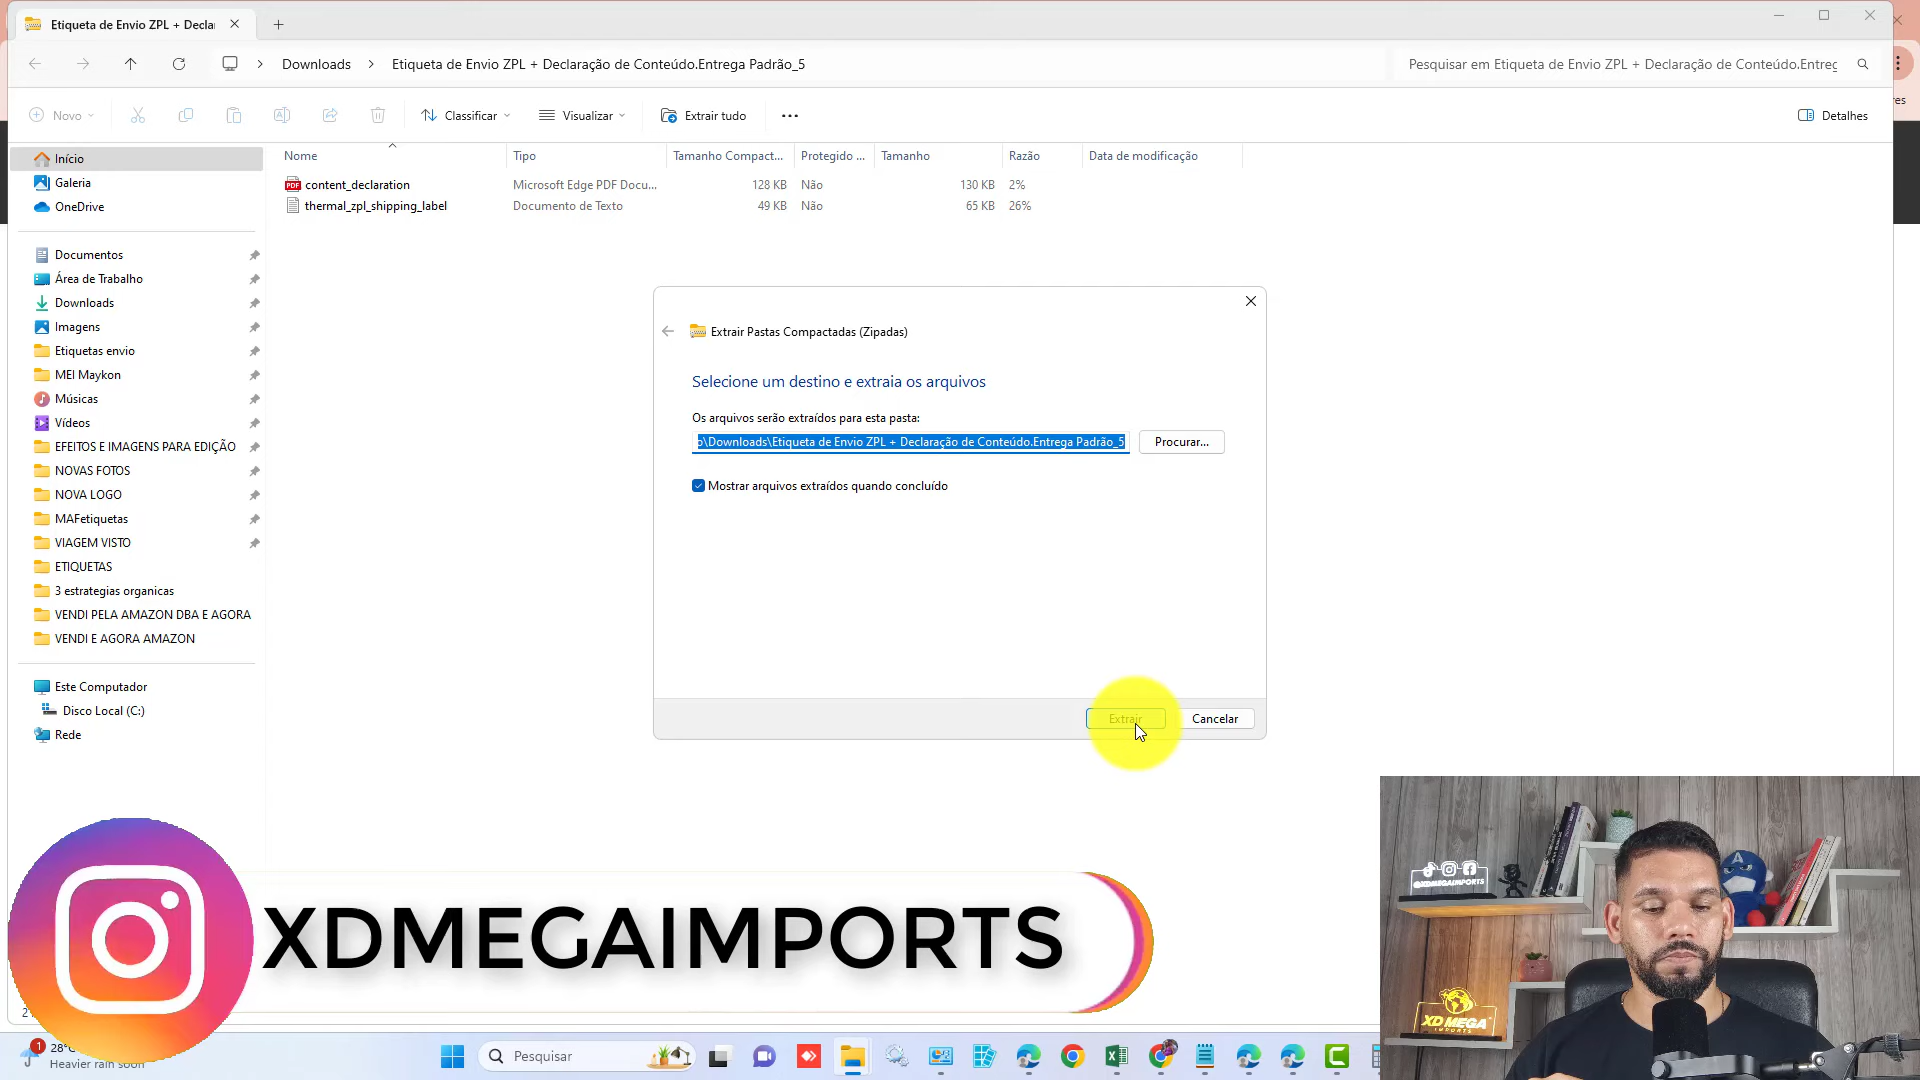 Etiqueta de Envio ZPL + Declar
Downloads
Etiqueta de Envio ZPL + Declaração de Conteúdo.Entrega Padrão_5
Pesquisar em Etiqueta de Envio ZPL + Declaração de Conteúdo.Entreg
Novo
Classificar
Visualizar
Extrair tudo
Detalhes
Nome
Tipo
Tamanho Compact...
Protegido ...
Tamanho
Razão
Data de modificação
content_declaration
Microsoft Edge PDF Docu...
128 KB
Não
130 KB
2%
thermal_zpl_shipping_label
Documento de Texto
49 KB
Não
65 KB
26%
Início
Galeria
OneDrive
Documentos
Área de Trabalho
Downloads
Imagens
Etiquetas envio
MEI Maykon
Músicas
Vídeos
EFEITOS E IMAGENS PARA EDIÇÃO
NOVAS FOTOS
NOVA LOGO
MAFetiquetas
VIAGEM VISTO
ETIQUETAS
3 estrategias organicas
VENDI PELA AMAZON DBA E AGORA
VENDI E AGORA AMAZON
Este Computador
Disco Local (C:)
Rede
Extrair Pastas Compactadas (Zipadas)
Selecione um destino e extraia os arquivos
Os arquivos serão extraídos para esta pasta:
o\Downloads\Etiqueta de Envio ZPL + Declaração de Conteúdo.Entrega Padrão_5
Procurar...
Mostrar arquivos extraídos quando concluído
Extrair
Cancelar
XDMEGAIMPORTS
@XDMEGAIMPORTS
XD MEGA
IMPORTS
1
28°
Heavier rain soon
Pesquisar